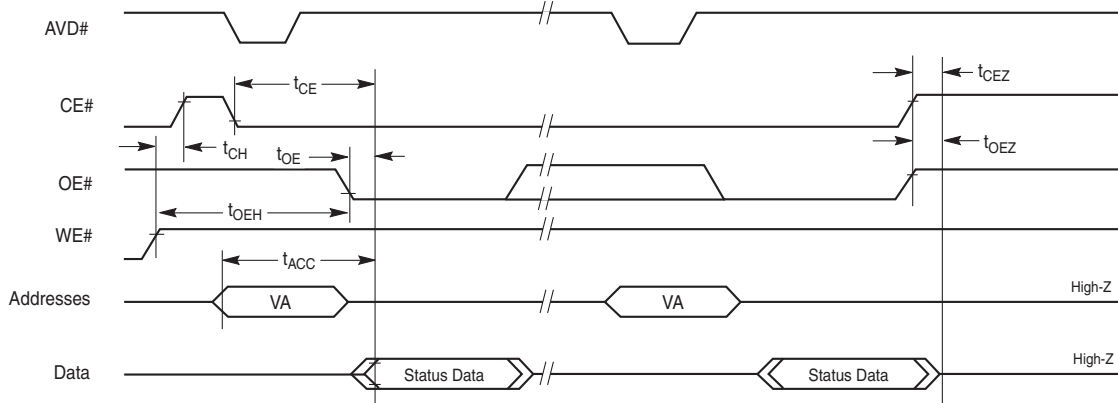 AVD#
tCEZ
tCE
CE#
tCH
tOE
tOEZ
OE#
tOEH
WE#
tACC
Addresses
VA
VA
High-Z
Data
Status Data
Status Data
High-Z